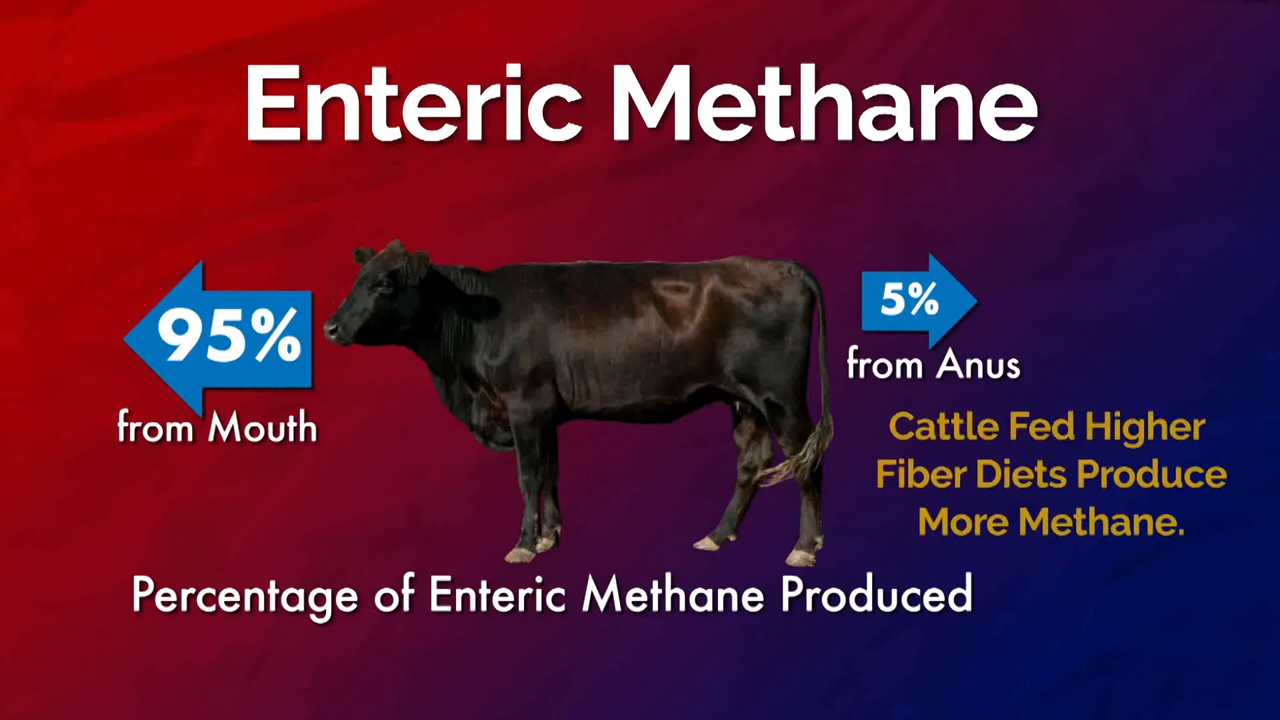 Enteric Methane
95%
from Mouth
5%
from Anus
Cattle Fed Higher
Fiber Diets Produce
More Methane.
Percentage of Enteric Methane Produced